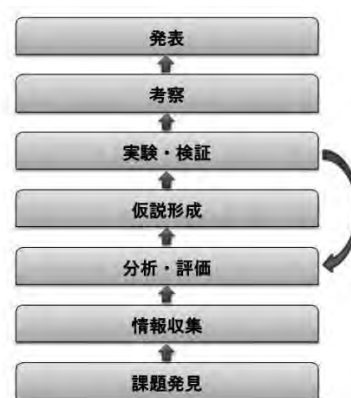 発表
考察
実験・検証
仮説形成
分析・評価
情報収集
課題発見